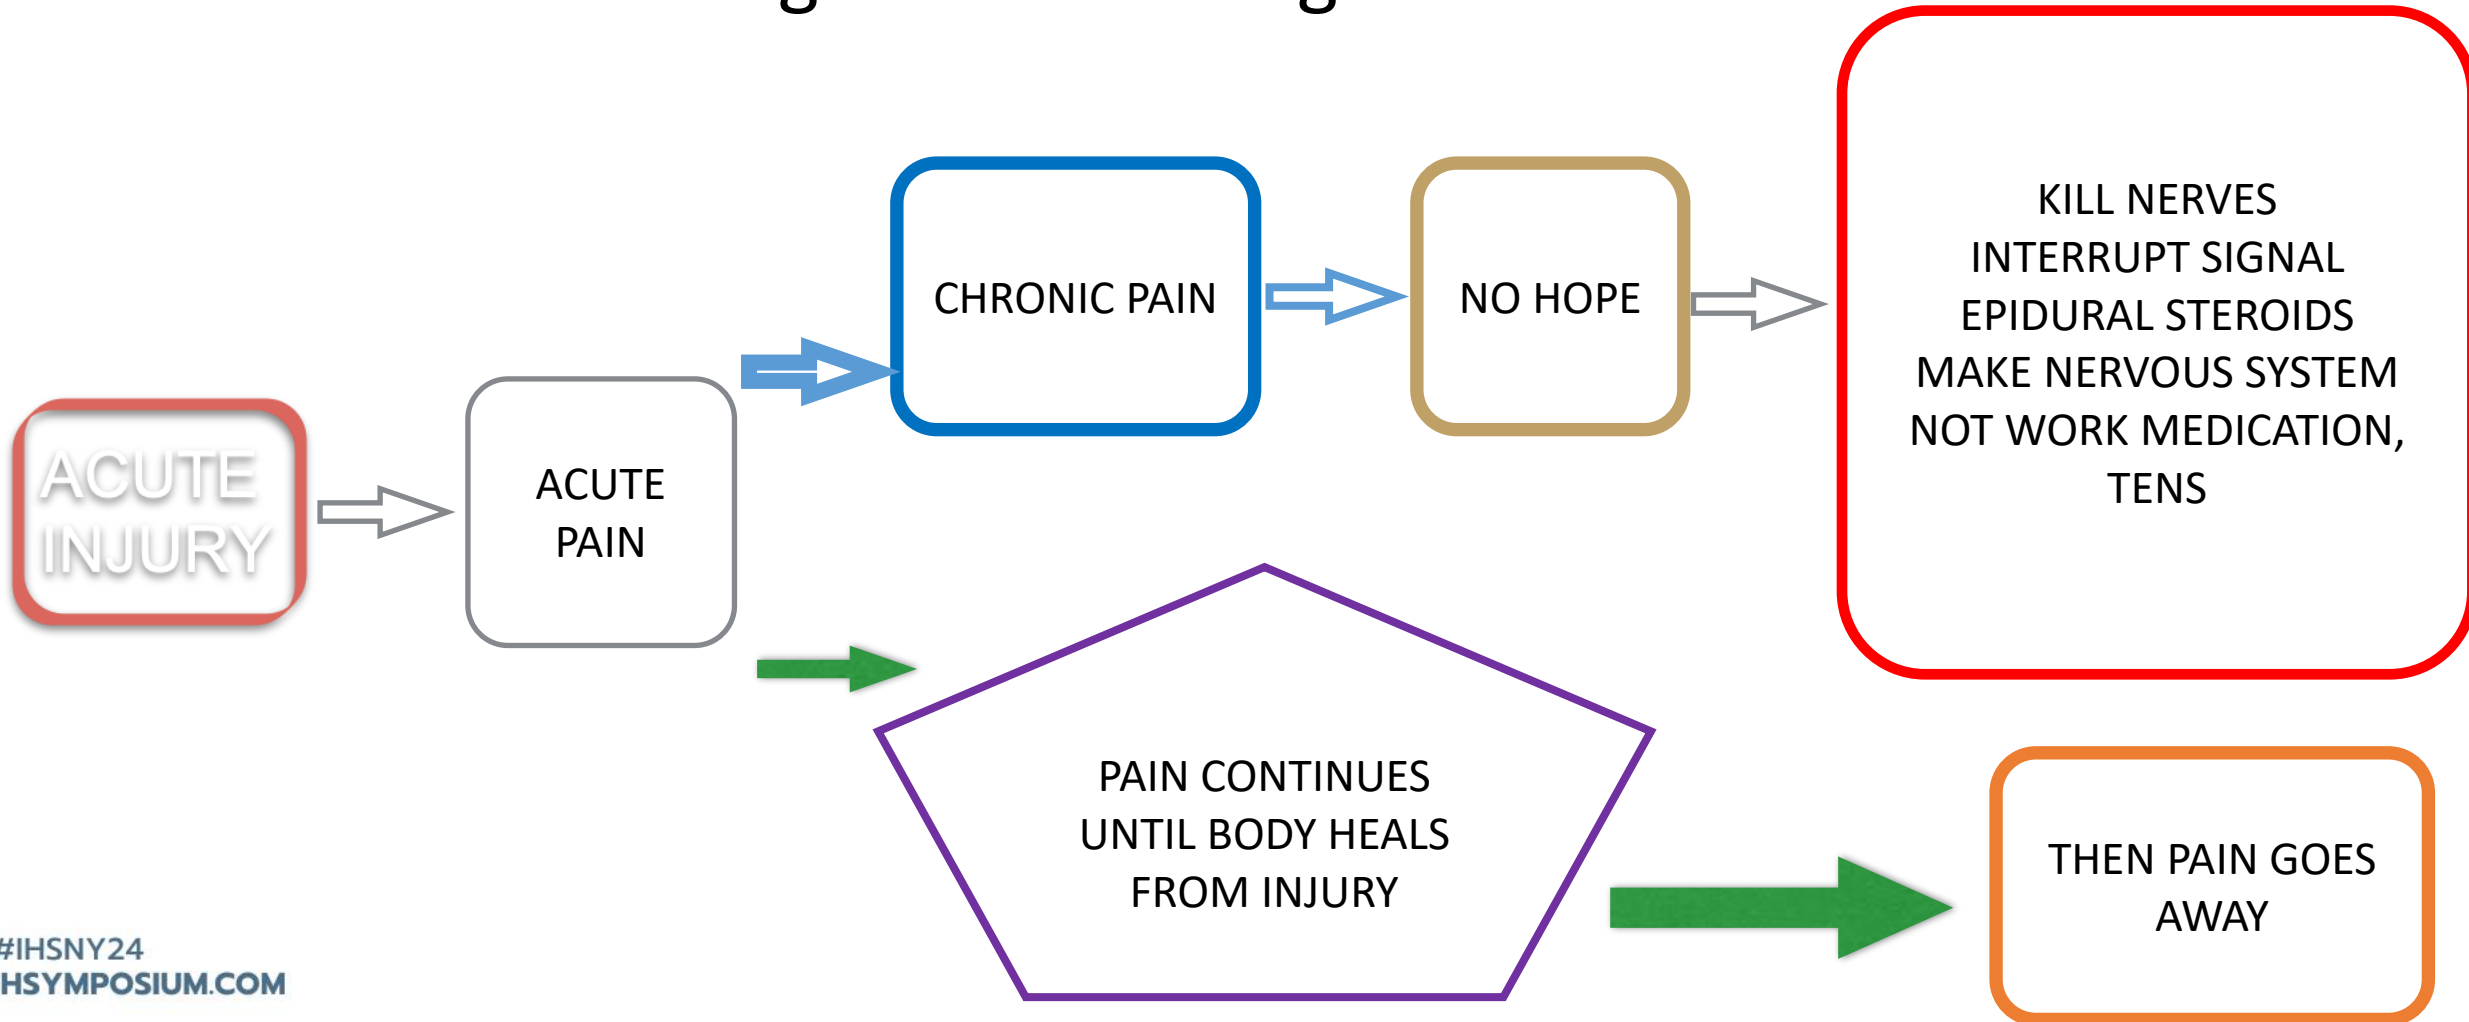 ACUTE
INJURY
ACUTE
PAIN
CHRONIC PAIN
NO HOPE
KILL NERVES
INTERRUPT SIGNAL
EPIDURAL STEROIDS
MAKE NERVOUS SYSTEM
NOT WORK MEDICATION,
TENS
PAIN CONTINUES
UNTIL BODY HEALS
FROM INJURY
THEN PAIN GOES
AWAY
#IHSNY24
HSYMPOSIUM.COM